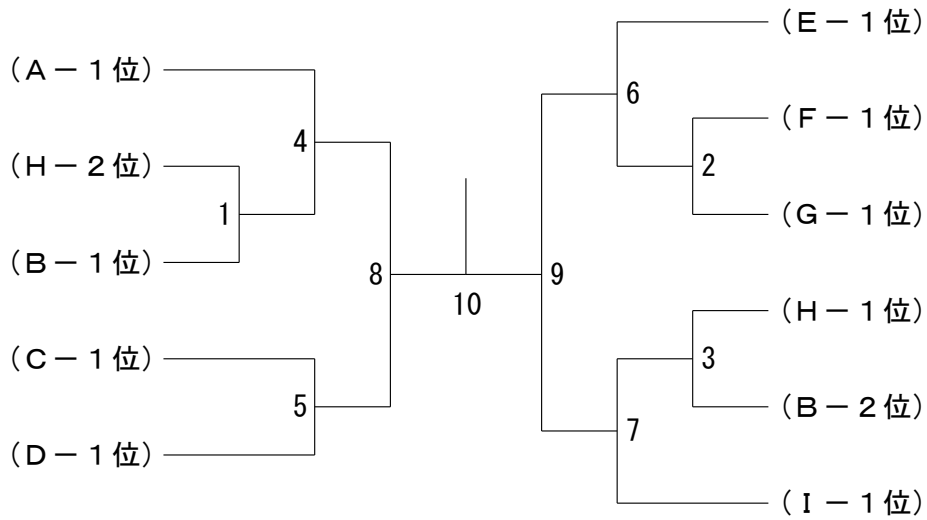 （Ａ－１位）
（Ｈ－２位）
（Ｂ－１位）
（Ｃ－１位）
（Ｄ－１位）
1
4
5
8
10
9
6
2
7
3
（Ｅ－１位）
（Ｆ－１位）
（Ｇ－１位）
（Ｈ－１位）
（Ｂ－２位）
（Ｉ－１位）